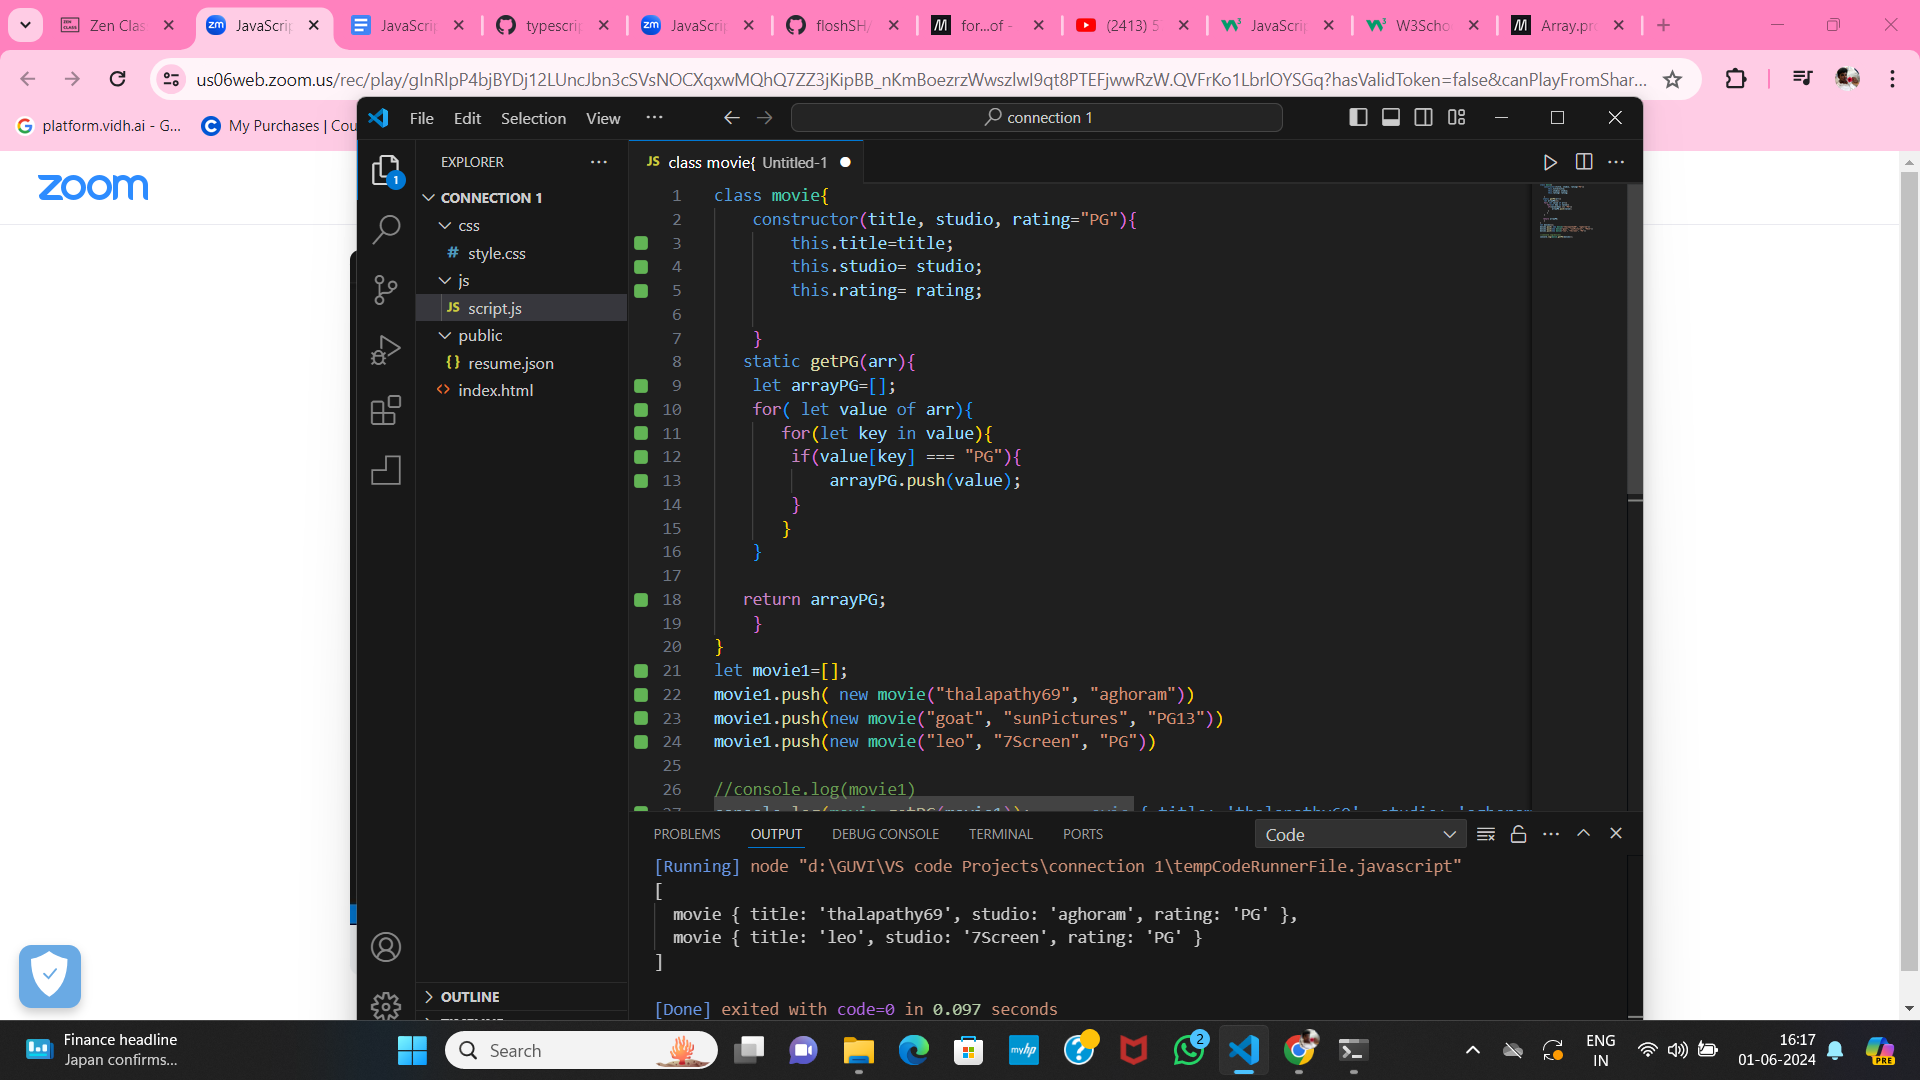 Zen Clas
JavaScrip
JavaScrip
typescrip
JavaScrip
floshSH/
for...of -
(2413) 5
JavaScrip
W3Scho
Array.pro
us06web.zoom.us/rec/play/gInRlpP4bjBYDj12LUncJbn3cSVsNOCXqxwMQhQ7ZZ3jKipBB_nKmBoezrzWwszlwI9qt8PTEFjwwRzW.QVFrKo1LbrlOYSGq?hasValidToken=false&canPlayFromShar...
platform.vidh.ai - G...
My Purchases | Cou
zoom
File Edit Selection View ...
connection 1
EXPLORER
1
CONNECTION 1
css
# style.css
js
JS script.js
public
{} resume.json
<> index.html
OUTLINE
JS class movie{ Untitled-1
1 class movie{
2 constructor(title, studio, rating="PG"){
3 this.title=title;
4 this.studio= studio;
5 this.rating= rating;
6
7 }
8 static getPG(arr){
9 let arrayPG=[];
10 for( let value of arr){
11 for(let key in value){
12 if(value[key] === "PG"){
13 arrayPG.push(value);
14 }
15 }
16 }
17
18 return arrayPG;
19 }
20 }
21 let movie1=[];
22 movie1.push( new movie("thalapathy69", "aghoram"))
23 movie1.push(new movie("goat", "sunPictures", "PG13"))
24 movie1.push(new movie("leo", "7Screen", "PG"))
25
26 //console.log(movie1)
PROBLEMS OUTPUT DEBUG CONSOLE TERMINAL PORTS
Code
[Running] node "d:\GUVI\VS code Projects\connection 1\tempCodeRunnerFile.javascript"
[
movie { title: 'thalapathy69', studio: 'aghoram', rating: 'PG' },
movie { title: 'leo', studio: '7Screen', rating: 'PG' }
]
[Done] exited with code=0 in 0.097 seconds
Finance headline
Japan confirms...
Search
myhp
2
ENG
IN
16:17
01-06-2024
PRE